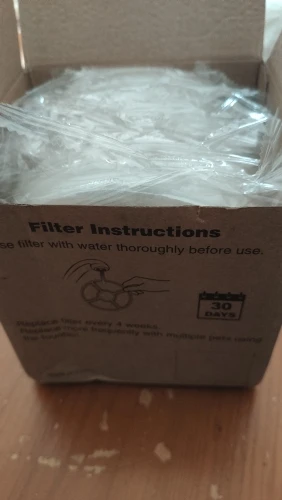 Filter Instructions
se filter with water thoroughly before use.
30
DAYS
Replace filter every 4 weeks.
Replace more frequently with multiple pets using
the fountain.